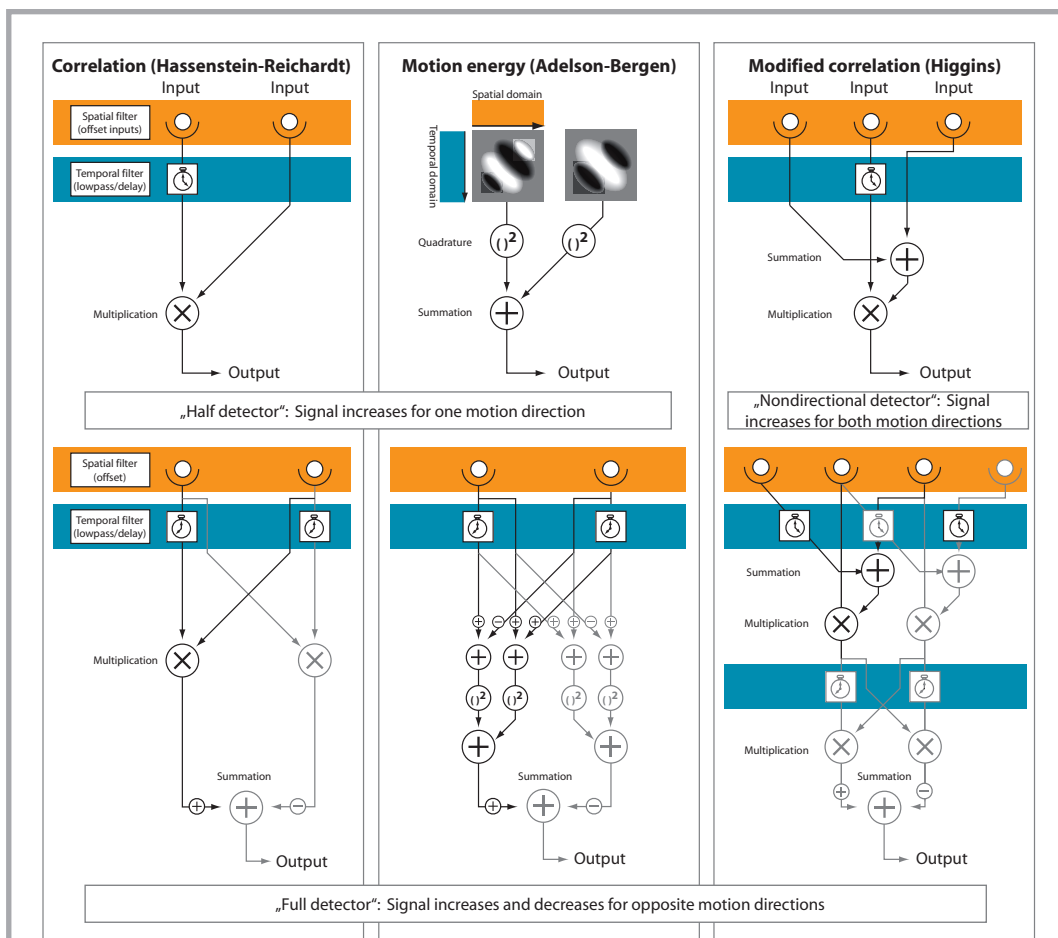 Correlation (Hassenstein-Reichardt)
Input
Input
Spatial filter
(offset inputs)
Temporal filter
(lowpass/delay)
Multiplication
Output
Motion energy (Adelson-Bergen)
Spatial domain
Temporal
domain
Quadrature
( )²
( )²
Summation
+
Output
Modified correlation (Higgins)
Input
Input
Input
Summation
+
Multiplication
×
Output
„Half detector“: Signal increases for one motion direction
„Nondirectional detector“: Signal
increases for both motion directions
Spatial filter
(offset)
Temporal filter
(lowpass/delay)
Multiplication
×
×
Summation
+
+
−
Output
+
−
+
+
+
+
−
+
+
+
+
+
( )²
( )²
( )²
( )²
+
+
Summation
+
+
−
Output
Summation
+
+
Multiplication
×
×
Multiplication
×
×
+
Summation
−
+
Output
„Full detector“: Signal increases and decreases for opposite motion directions